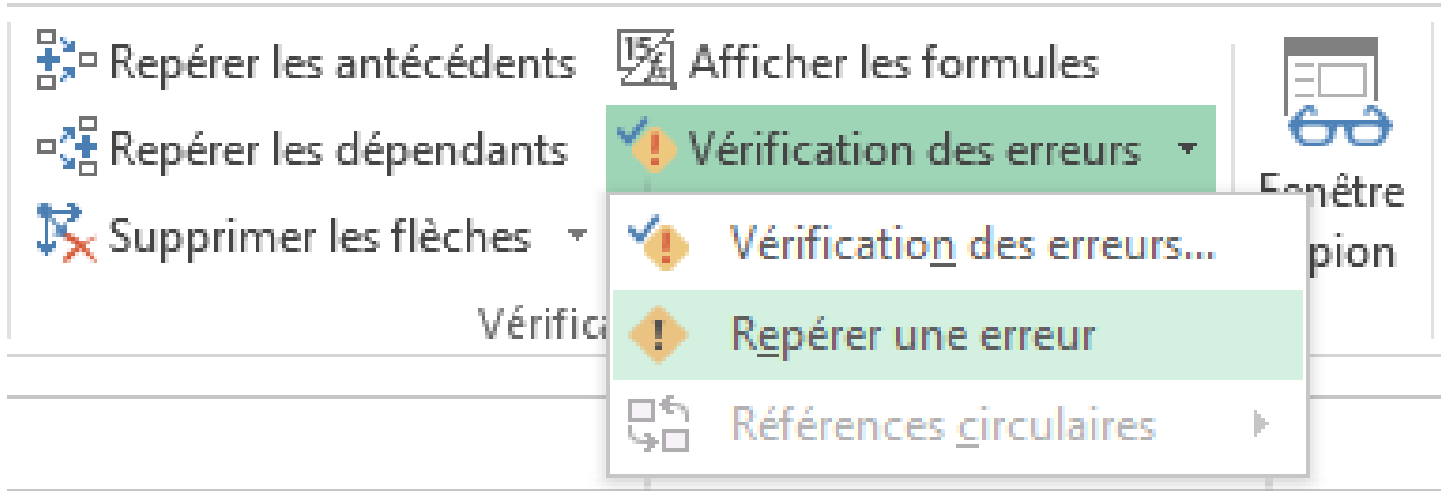 Repérer les antécédents
Repérer les dépendants
Supprimer les flèches
Afficher les formules
Vérification des erreurs
Vérification des erreurs...
Repérer une erreur
Références circulaires